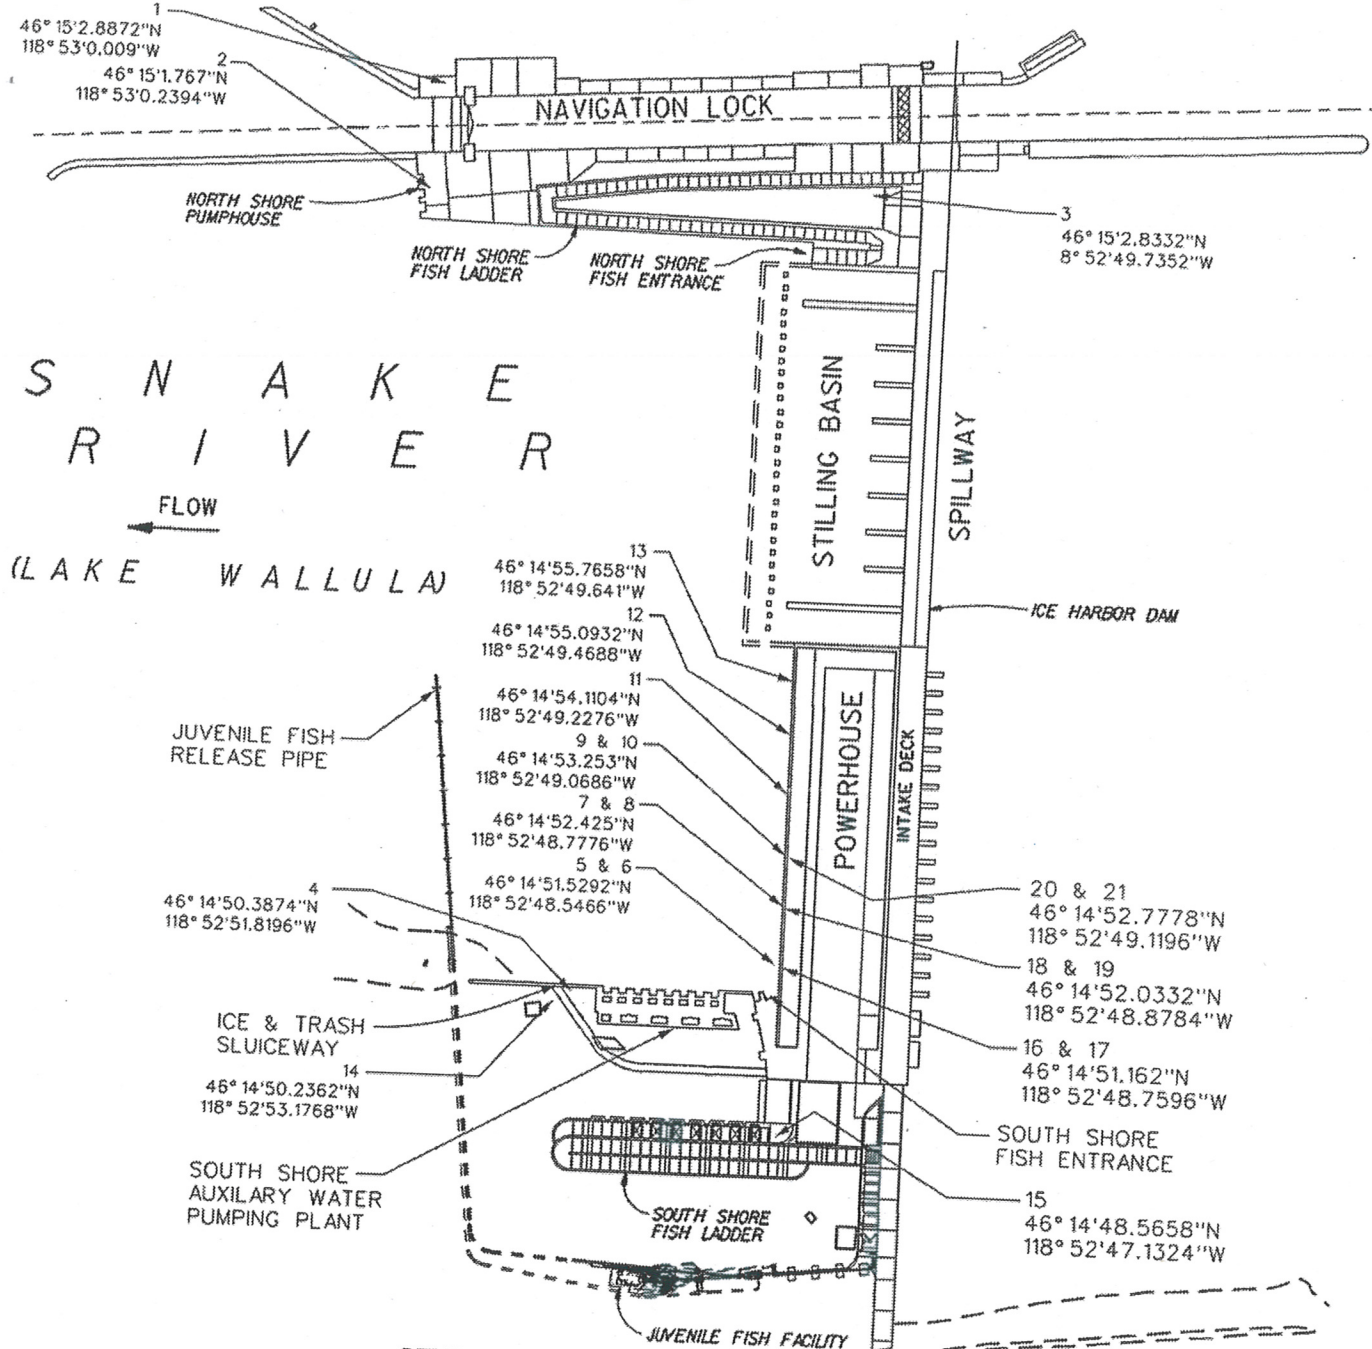 1
46° 15'2.8872"N
118° 53'0.009"W
2
46° 15'1.767"N
118° 53'0.2394"W
NAVIGATION LOCK
NORTH SHORE
PUMPHOUSE
NORTH SHORE
FISH LADDER
NORTH SHORE
FISH ENTRANCE
3
46° 15'2.8332"N
8° 52'49.7352"W
SNAKE
RIVER
FLOW
(LAKE WALLULA)
STILLING BASIN
SPILLWAY
ICE HARBOR DAM
13
46° 14'55.7658"N
118° 52'49.641"W
12
46° 14'55.0932"N
118° 52'49.4688"W
11
46° 14'54.1104"N
118° 52'49.2276"W
9 & 10
46° 14'53.253"N
118° 52'49.0686"W
7 & 8
46° 14'52.425"N
118° 52'48.7776"W
5 & 6
46° 14'51.5292"N
118° 52'48.5466"W
JUVENILE FISH
RELEASE PIPE
POWERHOUSE
INTAKE DECK
4
46° 14'50.3874"N
118° 52'51.8196"W
20 & 21
46° 14'52.7778"N
118° 52'49.1196"W
18 & 19
46° 14'52.0332"N
118° 52'48.8784"W
16 & 17
46° 14'51.162"N
118° 52'48.7596"W
ICE & TRASH
SLUICEWAY
14
46° 14'50.2362"N
118° 52'53.1768"W
SOUTH SHORE
FISH ENTRANCE
SOUTH SHORE
AUXILARY WATER
PUMPING PLANT
SOUTH SHORE
FISH LADDER
15
46° 14'48.5658"N
118° 52'47.1324"W
JUVENILE FISH FACILITY